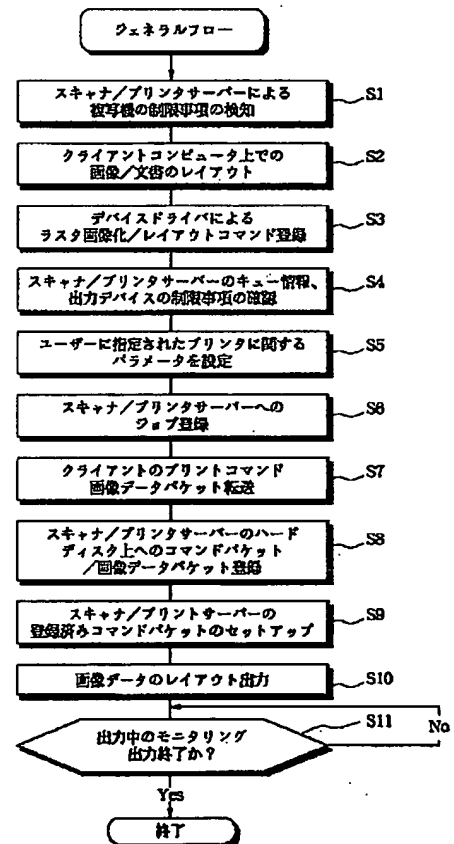 ジェネラルフロー
スキャナ／プリンタサーバーによる
複写機の制限事項の検知
S1
クライアントコンピュータ上での
画像／文書のレイアウト
S2
デバイスドライバによる
ラスタ画像化／レイアウトコマンド登録
S3
スキャナ／プリンタサーバーのキュー情報、
出力デバイスの制限事項の確認
S4
ユーザーに指定されたプリンタに関する
パラメータを設定
S5
スキャナ／プリンタサーバーへの
ジョブ登録
S6
クライアントのプリントコマンド
画像データパケット転送
S7
スキャナ／プリンタサーバーのハード
ディスク上へのコマンドパケット
／画像データパケット登録
S8
スキャナ／プリントサーバーの
登録済みコマンドパケットのセットアップ
S9
画像データのレイアウト出力
S10
出力中のモニタリング
出力終了か？
S11
No
Yes
終了